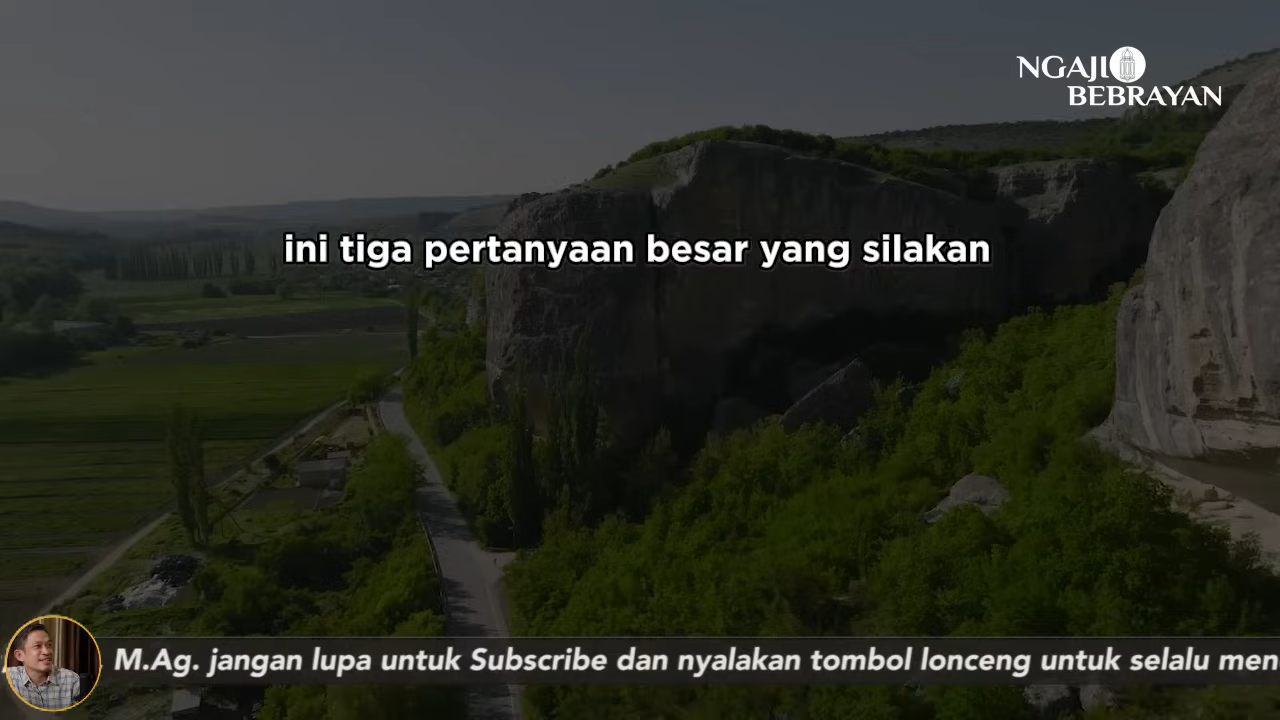 NGAJI
BEBRAYAN
ini tiga pertanyaan besar yang silakan
M.Ag. jangan lupa untuk Subscribe dan nyalakan tombol lonceng untuk selalu men